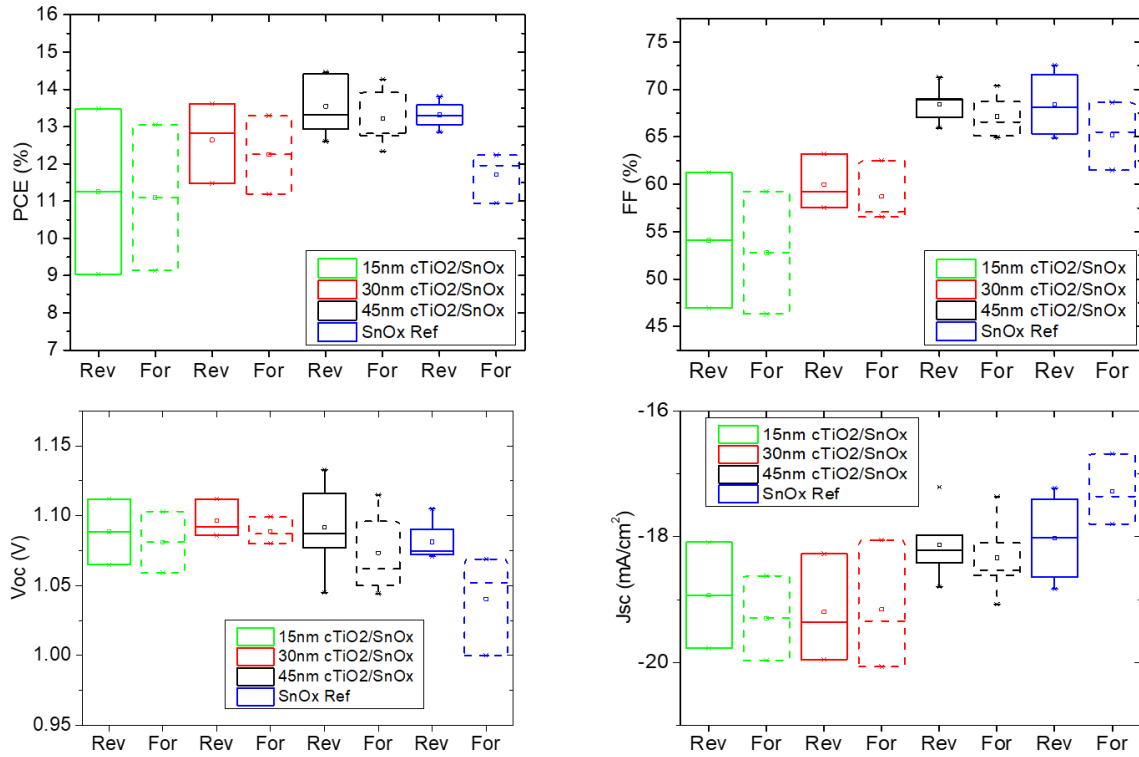 16
15
14
13
12
11
10
9
8
7
PCE (%)
15nm cTiO2/SnOx
30nm cTiO2/SnOx
45nm cTiO2/SnOx
SnOx Ref
Rev For Rev For Rev For Rev For
75
70
65
60
55
50
45
FF (%)
15nm cTiO2/SnOx
30nm cTiO2/SnOx
45nm cTiO2/SnOx
SnOx Ref
Rev For Rev For Rev For Rev For
1.15
1.10
1.05
1.00
0.95
Voc (V)
15nm cTiO2/SnOx
30nm cTiO2/SnOx
45nm cTiO2/SnOx
SnOx Ref
Rev For Rev For Rev For Rev For
-16
-18
-20
Jsc (mA/cm²)
15nm cTiO2/SnOx
30nm cTiO2/SnOx
45nm cTiO2/SnOx
SnOx Ref
Rev For Rev For Rev For Rev For